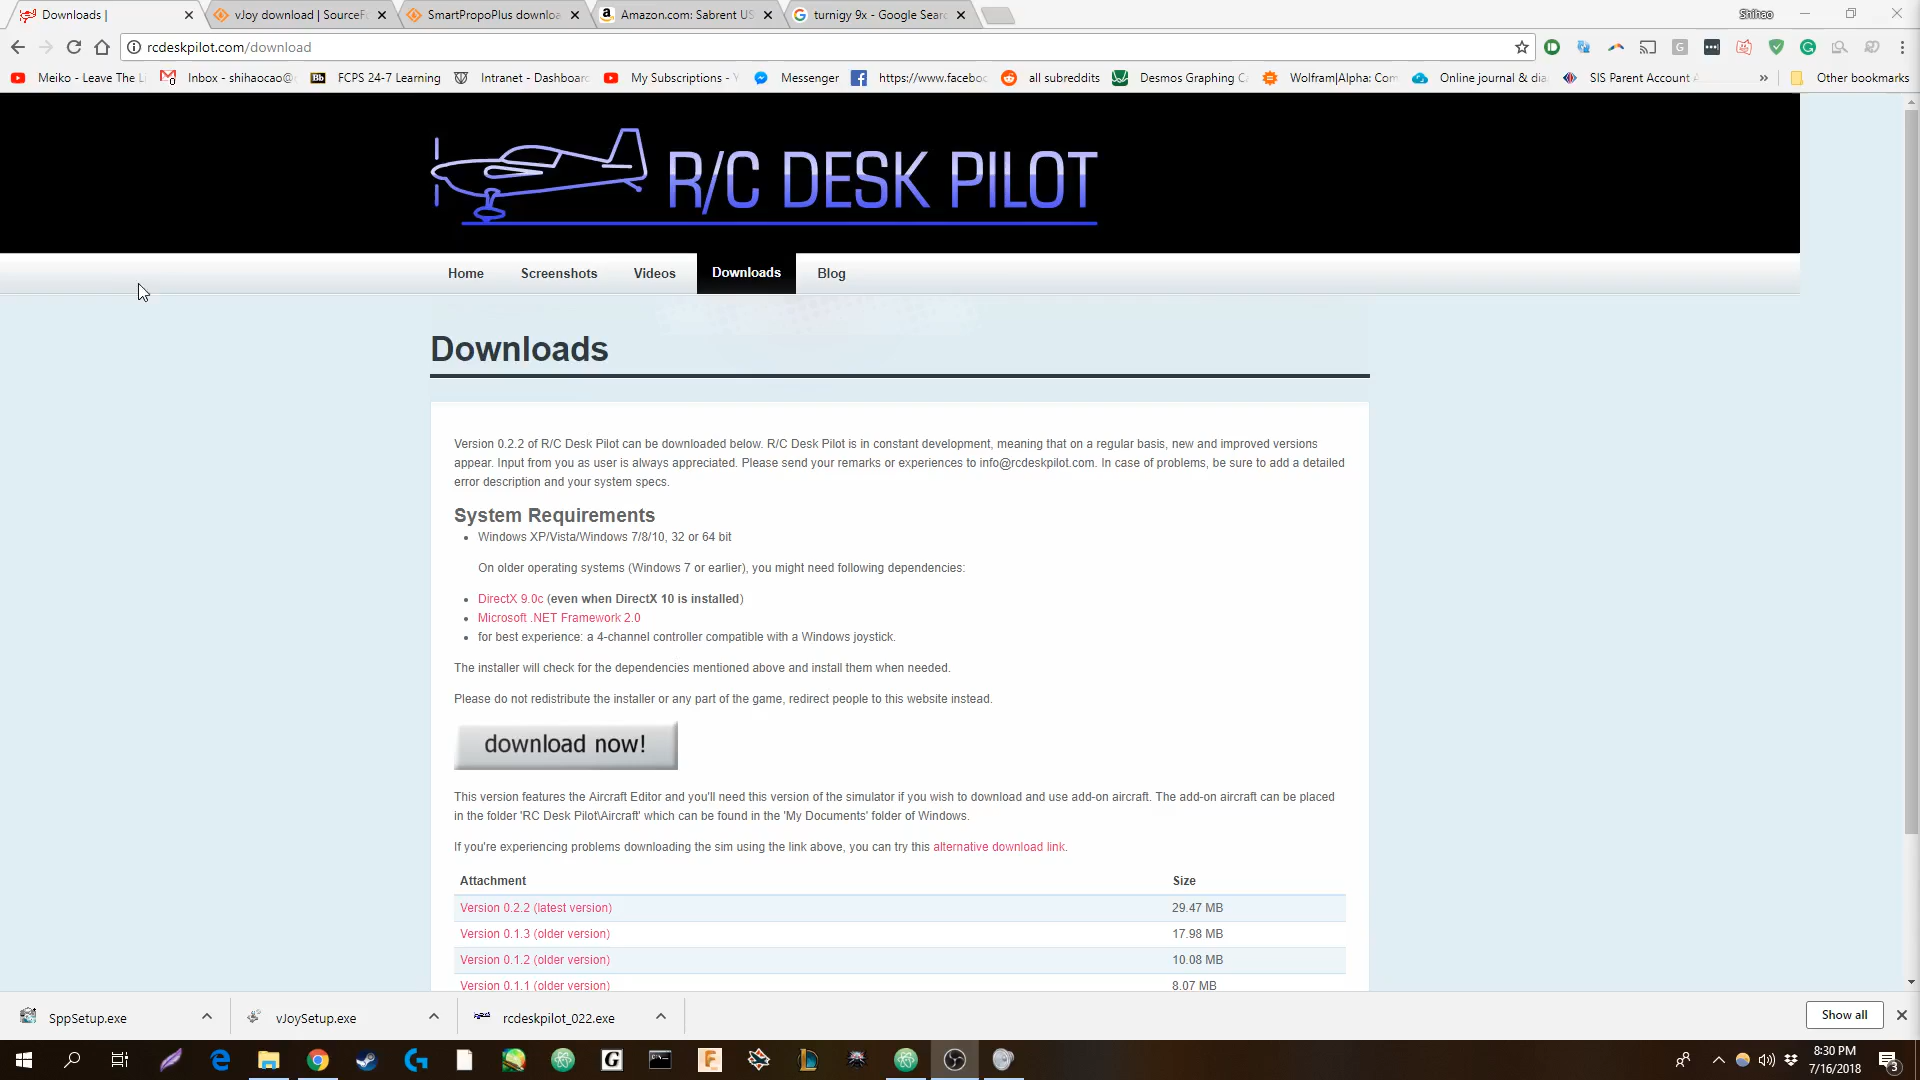 Downloads |
vJoy download | SourceF
SmartPropoPlus downloa
Amazon.com: Sabrent US
turnigy 9x - Google Sear
Shihao
rcdeskpilot.com/download
Meiko - Leave The Li
Inbox - shihaocao@
FCPS 24-7 Learning
Intranet - Dashboard
My Subscriptions - Y
Messenger
https://www.faceboo
all subreddits
Desmos Graphing C
Wolfram|Alpha: Com
Online journal & dia
SIS Parent Account
Other bookmarks
R/C DESK PILOT
Home
Screenshots
Videos
Downloads
Blog
Downloads
Version 0.2.2 of R/C Desk Pilot can be downloaded below. R/C Desk Pilot is in constant development, meaning that on a regular basis, new and improved versions
appear. Input from you as user is always appreciated. Please send your remarks or experiences to info@rcdeskpilot.com. In case of problems, be sure to add a detailed
error description and your system specs.
System Requirements
Windows XP/Vista/Windows 7/8/10, 32 or 64 bit
On older operating systems (Windows 7 or earlier), you might need following dependencies:
DirectX 9.0c (even when DirectX 10 is installed)
Microsoft .NET Framework 2.0
for best experience: a 4-channel controller compatible with a Windows joystick.
The installer will check for the dependencies mentioned above and install them when needed.
Please do not redistribute the installer or any part of the game, redirect people to this website instead.
download now!
This version features the Aircraft Editor and you'll need this version of the simulator if you wish to download and use add-on aircraft. The add-on aircraft can be placed
in the folder 'RC Desk Pilot\Aircraft' which can be found in the 'My Documents' folder of Windows.
If you're experiencing problems downloading the sim using the link above, you can try this alternative download link.
Attachment Size
Version 0.2.2 (latest version) 29.47 MB
Version 0.1.3 (older version) 17.98 MB
Version 0.1.2 (older version) 10.08 MB
Version 0.1.1 (older version) 8.07 MB
SppSetup.exe
vJoySetup.exe
rcdeskpilot_022.exe
Show all
8:30 PM
7/16/2018
3